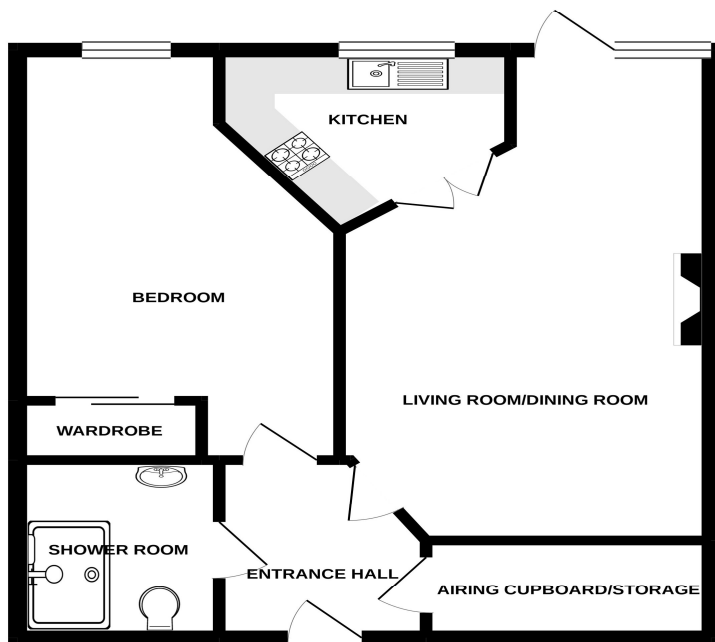 KITCHEN
BEDROOM
LIVING ROOM/DINING ROOM
WARDROBE
SHOWER ROOM
ENTRANCE HALL
AIRING CUPBOARD/STORAGE